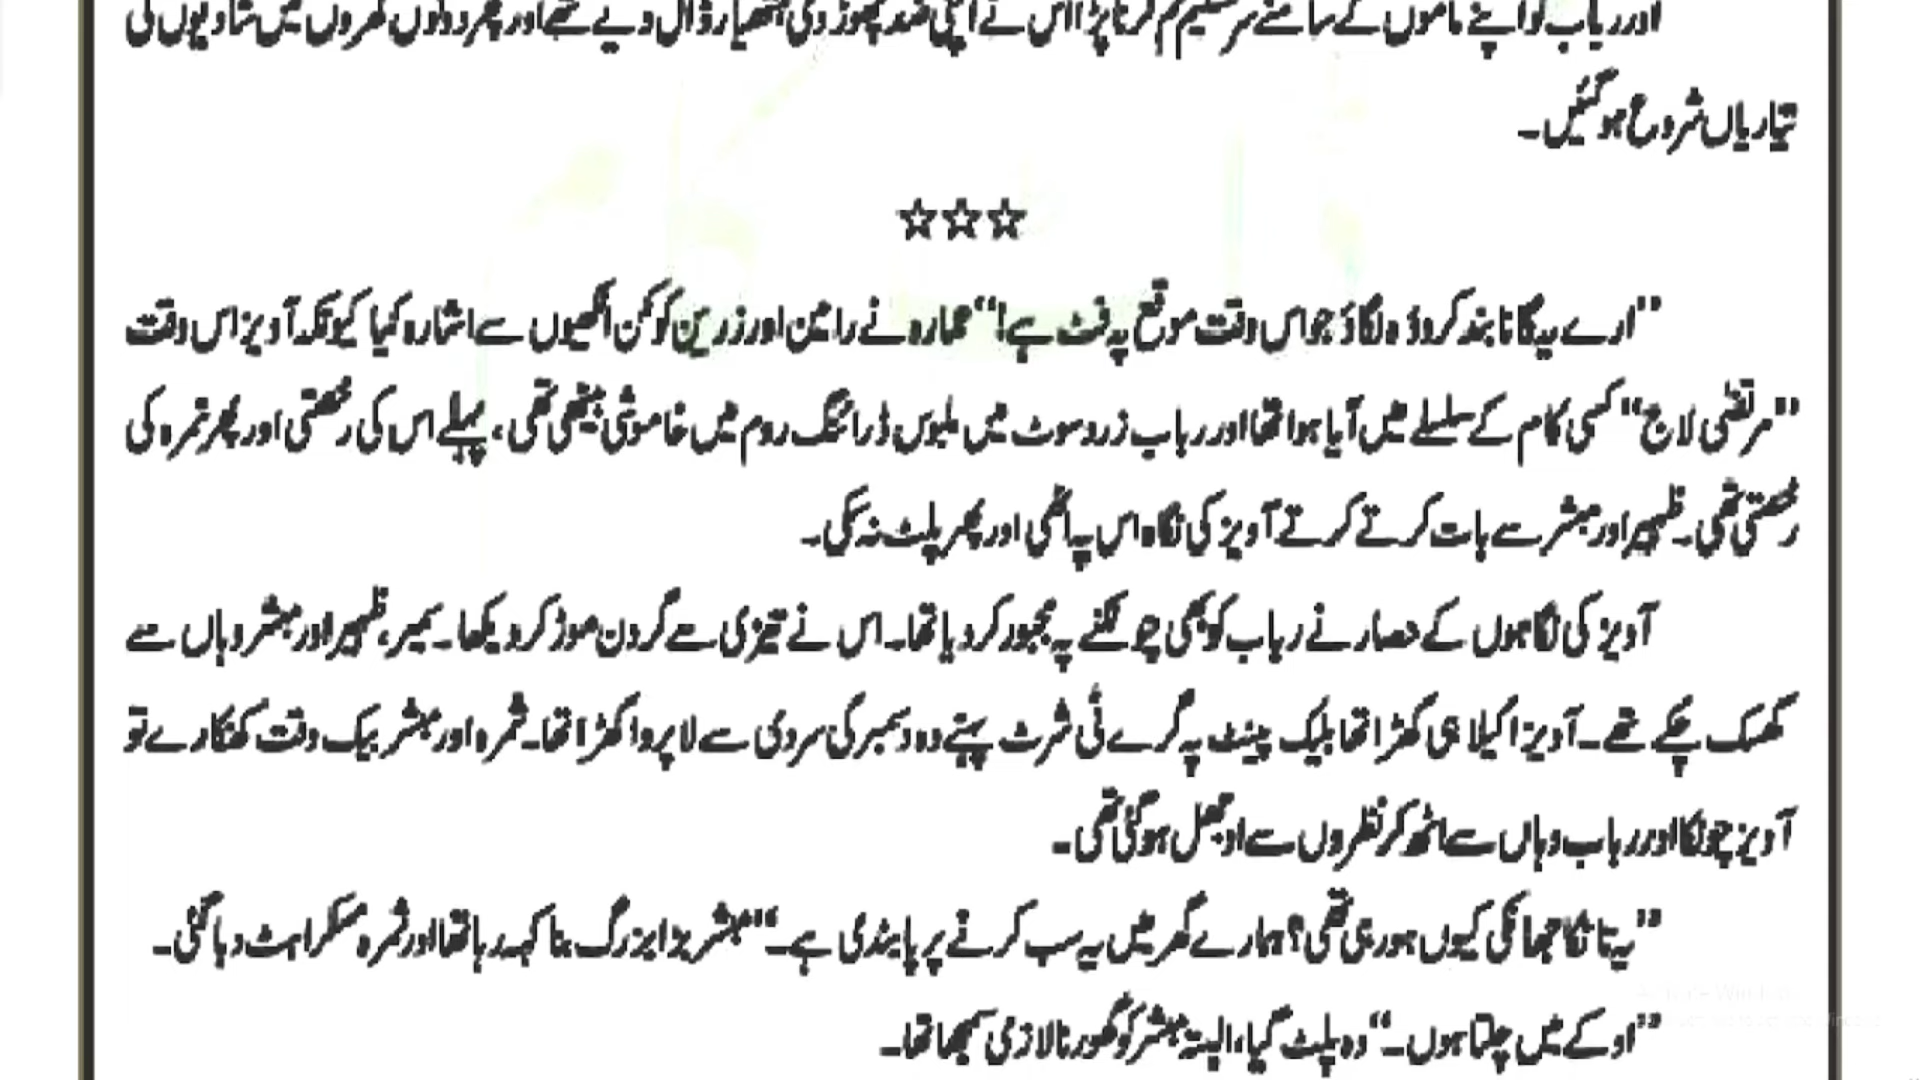 اور رباب کو اپنے ماموں کے سامنے سر تسلیم خم کرنا پڑا اس نے اپنی ضد چھوڑ دی ہتھیار ڈال دیے تھے اور پھر دونوں گھروں میں شادیوں کی
تیاریاں شروع ہو گئیں۔
☆☆☆
”ارے یہ گانا بند کرو وہ لگاؤ جو اس وقت موقع پہ فٹ ہے!“ عمارہ نے رامین اور زرین کو کن انکھیوں سے اشارہ کیا کیونکہ آویز اس وقت
”مرتضیٰ لاج“ کسی کام کے سلسلے میں آیا ہوا تھا اور رباب زرد سوٹ میں ملبوس ڈرائنگ روم میں خاموش بیٹھی تھی، پہلے اس کی رخصتی اور پھر ثمرہ کی
رخصتی تھی۔ ظہیر اور مبشر سے بات کرتے کرتے آویز کی نگاہ اس پہ اٹھی اور پھر پلٹ نہ سکی۔
آویز کی نگاہوں کے حصار نے رباب کو بھی چونکنے پہ مجبور کر دیا تھا۔ اس نے تیزی سے گردن موڑ کر دیکھا۔ سمیر، ظہیر اور مبشر وہاں سے
کھسک چکے تھے۔ آویز اکیلا ہی کھڑا تھا بلیک پینٹ پہ گرے ٹی شرٹ پہنے وہ دسمبر کی سردی سے لاپروا کھڑا تھا۔ ثمرہ اور مبشر بیک وقت کھنکارے تو
آویز چونکا اور رباب وہاں سے اٹھ کر نظروں سے اوجھل ہو گئی تھی۔
”یہ تانکا جھانکی کیوں ہو رہی تھی؟ ہمارے گھر میں یہ سب کرنے پر پابندی ہے۔“ مبشر بڑا بزرگ بنا کہہ رہا تھا اور ثمرہ مسکراہٹ دبا گئی۔
”اوکے میں چلتا ہوں۔“ وہ پلٹ گیا، البتہ مبشر کو گھورنا لازمی سمجھا تھا۔